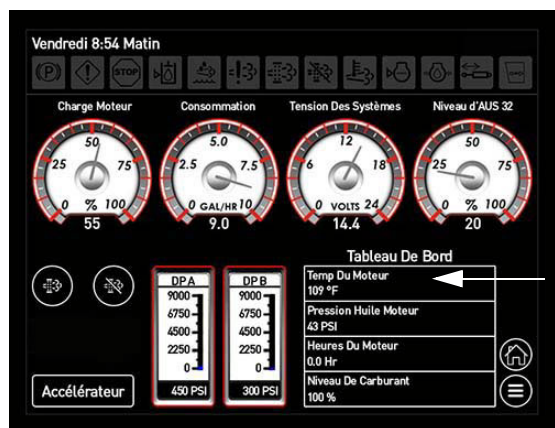 Vendredi 8:54 Matin
(P) STOP
Charge Moteur Consommation Tension Des Systèmes Niveau d'AUS 32
50 5.0 12 50
25 75 2.5 7.5 6 18 25 75
0 % 100 0 GAL/HR 10 0 VOLTS 24 0 % 100
55 9.0 14.4 20
Tableau De Bord
Temp Du Moteur
109 °F
Pression Huile Moteur
43 PSI
Heures Du Moteur
0.0 Hr
Niveau De Carburant
100 %
DP A DP B
9000 9000
6750 6750
4500 4500
2250 2250
0 0
450 PSI 300 PSI
Accélérateur